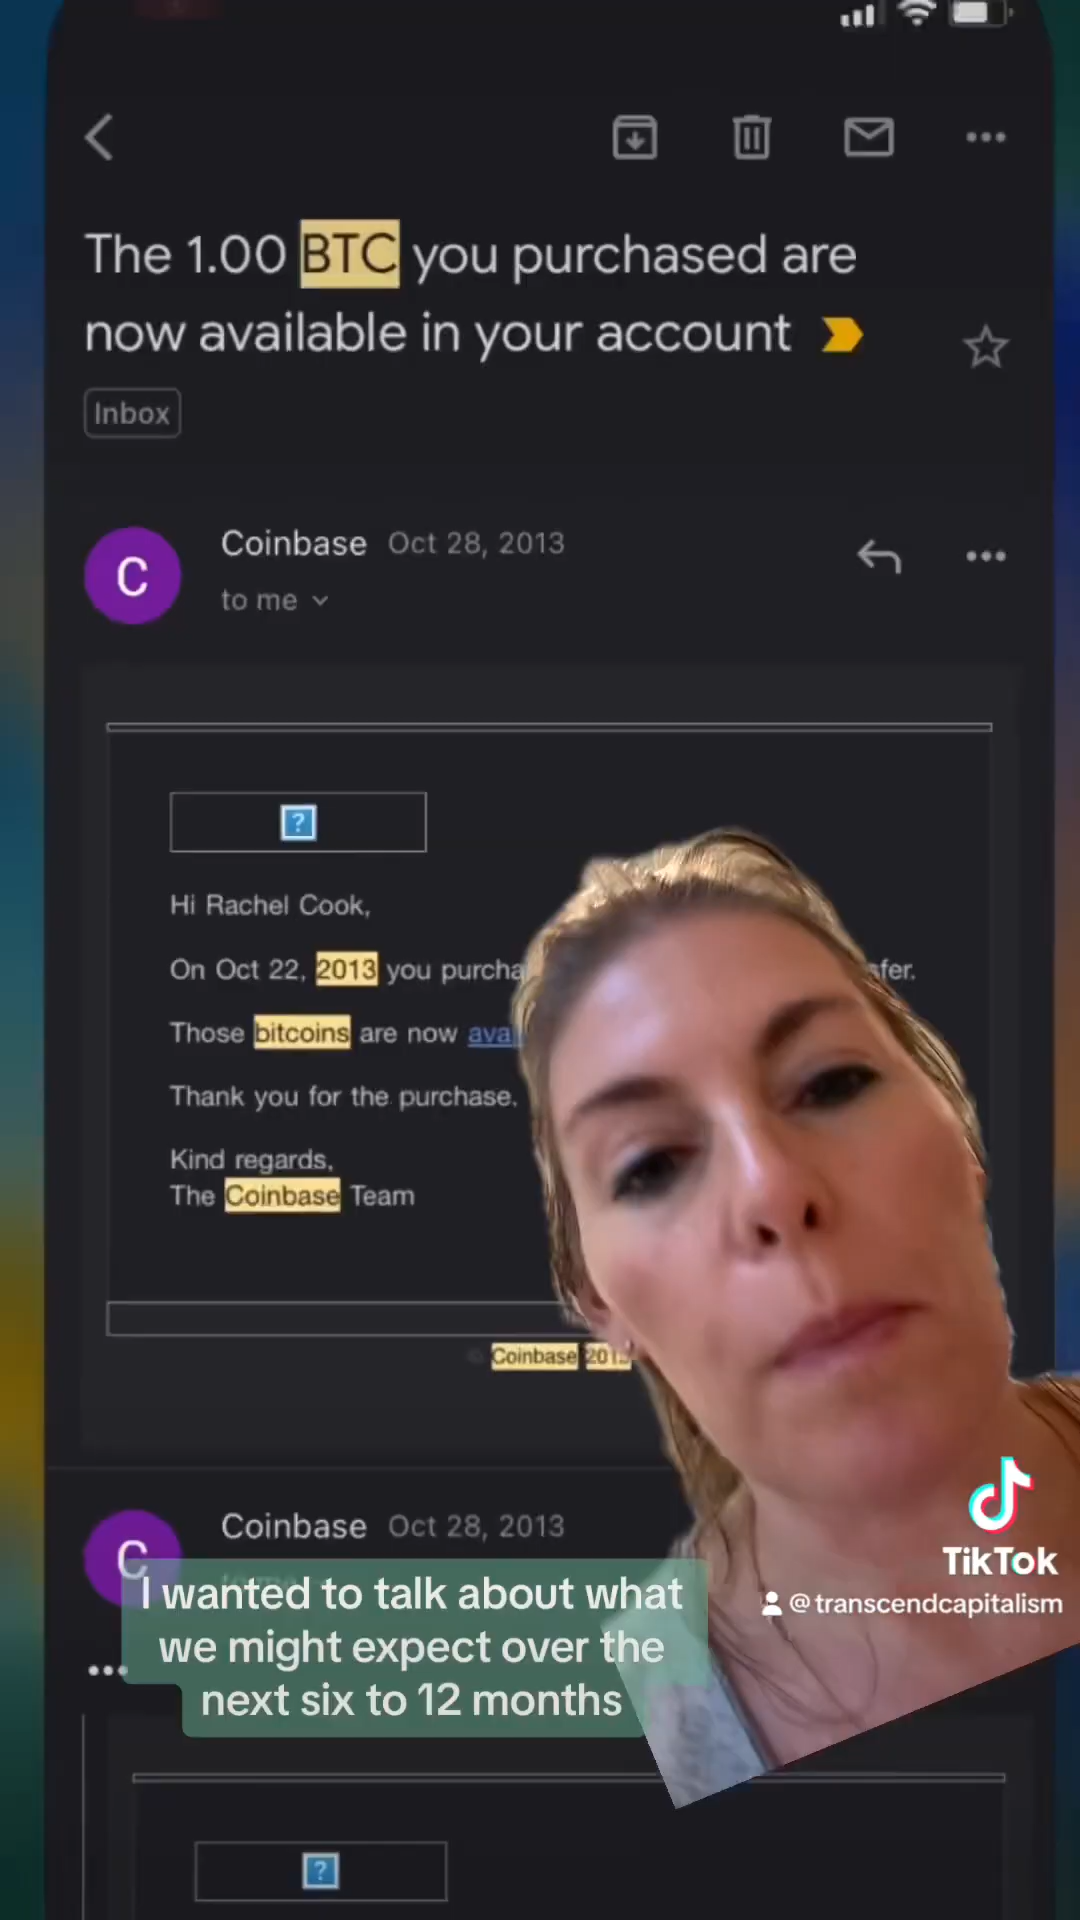 The 1.00 BTC you purchased are
now available in your account
Inbox
Coinbase Oct 28, 2013
to me
C
Hi Rachel Cook,
On Oct 22, 2013 you purcha
sfer.
Those bitcoins are now ava
Thank you for the purchase.
Kind regards,
The Coinbase Team
Coinbase
Coinbase Oct 28, 2013
C
I wanted to talk about what
we might expect over the
next six to 12 months
TikTok
@transcendcapitalism